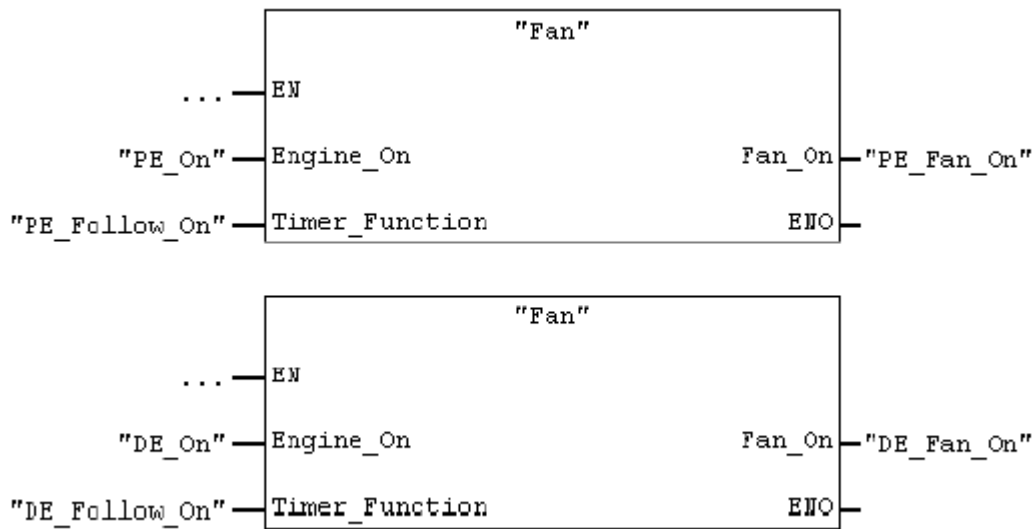 "Fan"
... EN
"PE_On" Engine_On Fan_On "PE_Fan_On"
"PE_Follow_On" Timer_Function ENO
"Fan"
... EN
"DE_On" Engine_On Fan_On "DE_Fan_On"
"DE_Follow_On" Timer_Function ENO